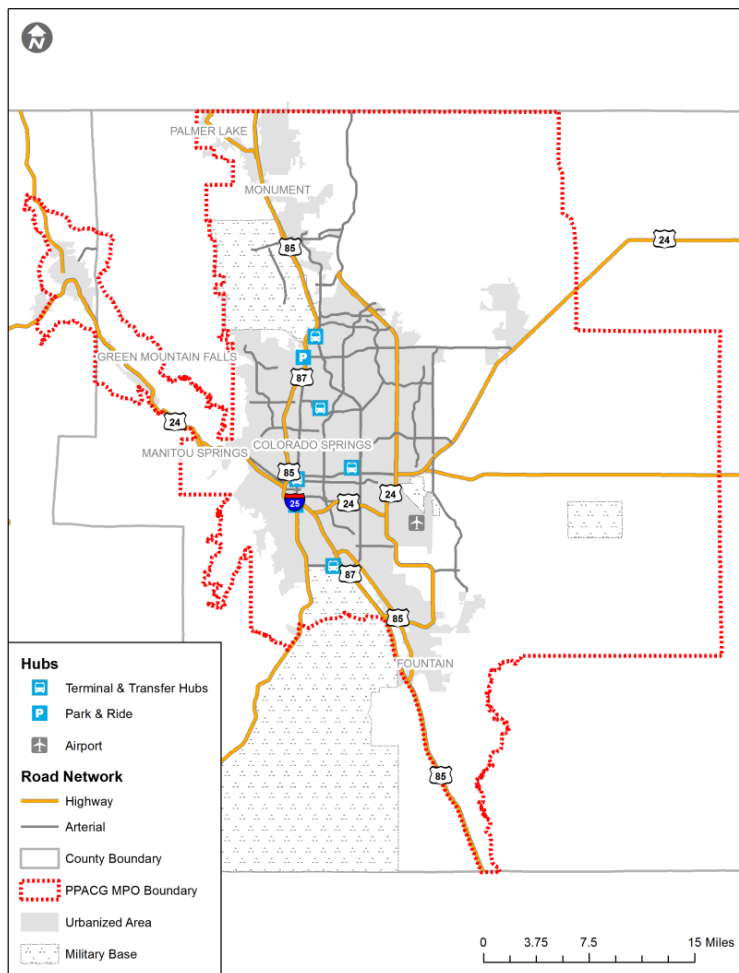 N
PALMER LAKE
MONUMENT
85
24
GREEN MOUNTAIN FALLS
P
87
24
COLORADO SPRINGS
MANITOU SPRINGS
85
25
24
24
87
85
FOUNTAIN
85
Hubs
Terminal & Transfer Hubs
P Park & Ride
Airport
Road Network
Highway
Arterial
County Boundary
PPACG MPO Boundary
Urbanized Area
Military Base
0 3.75 7.5 15 Miles